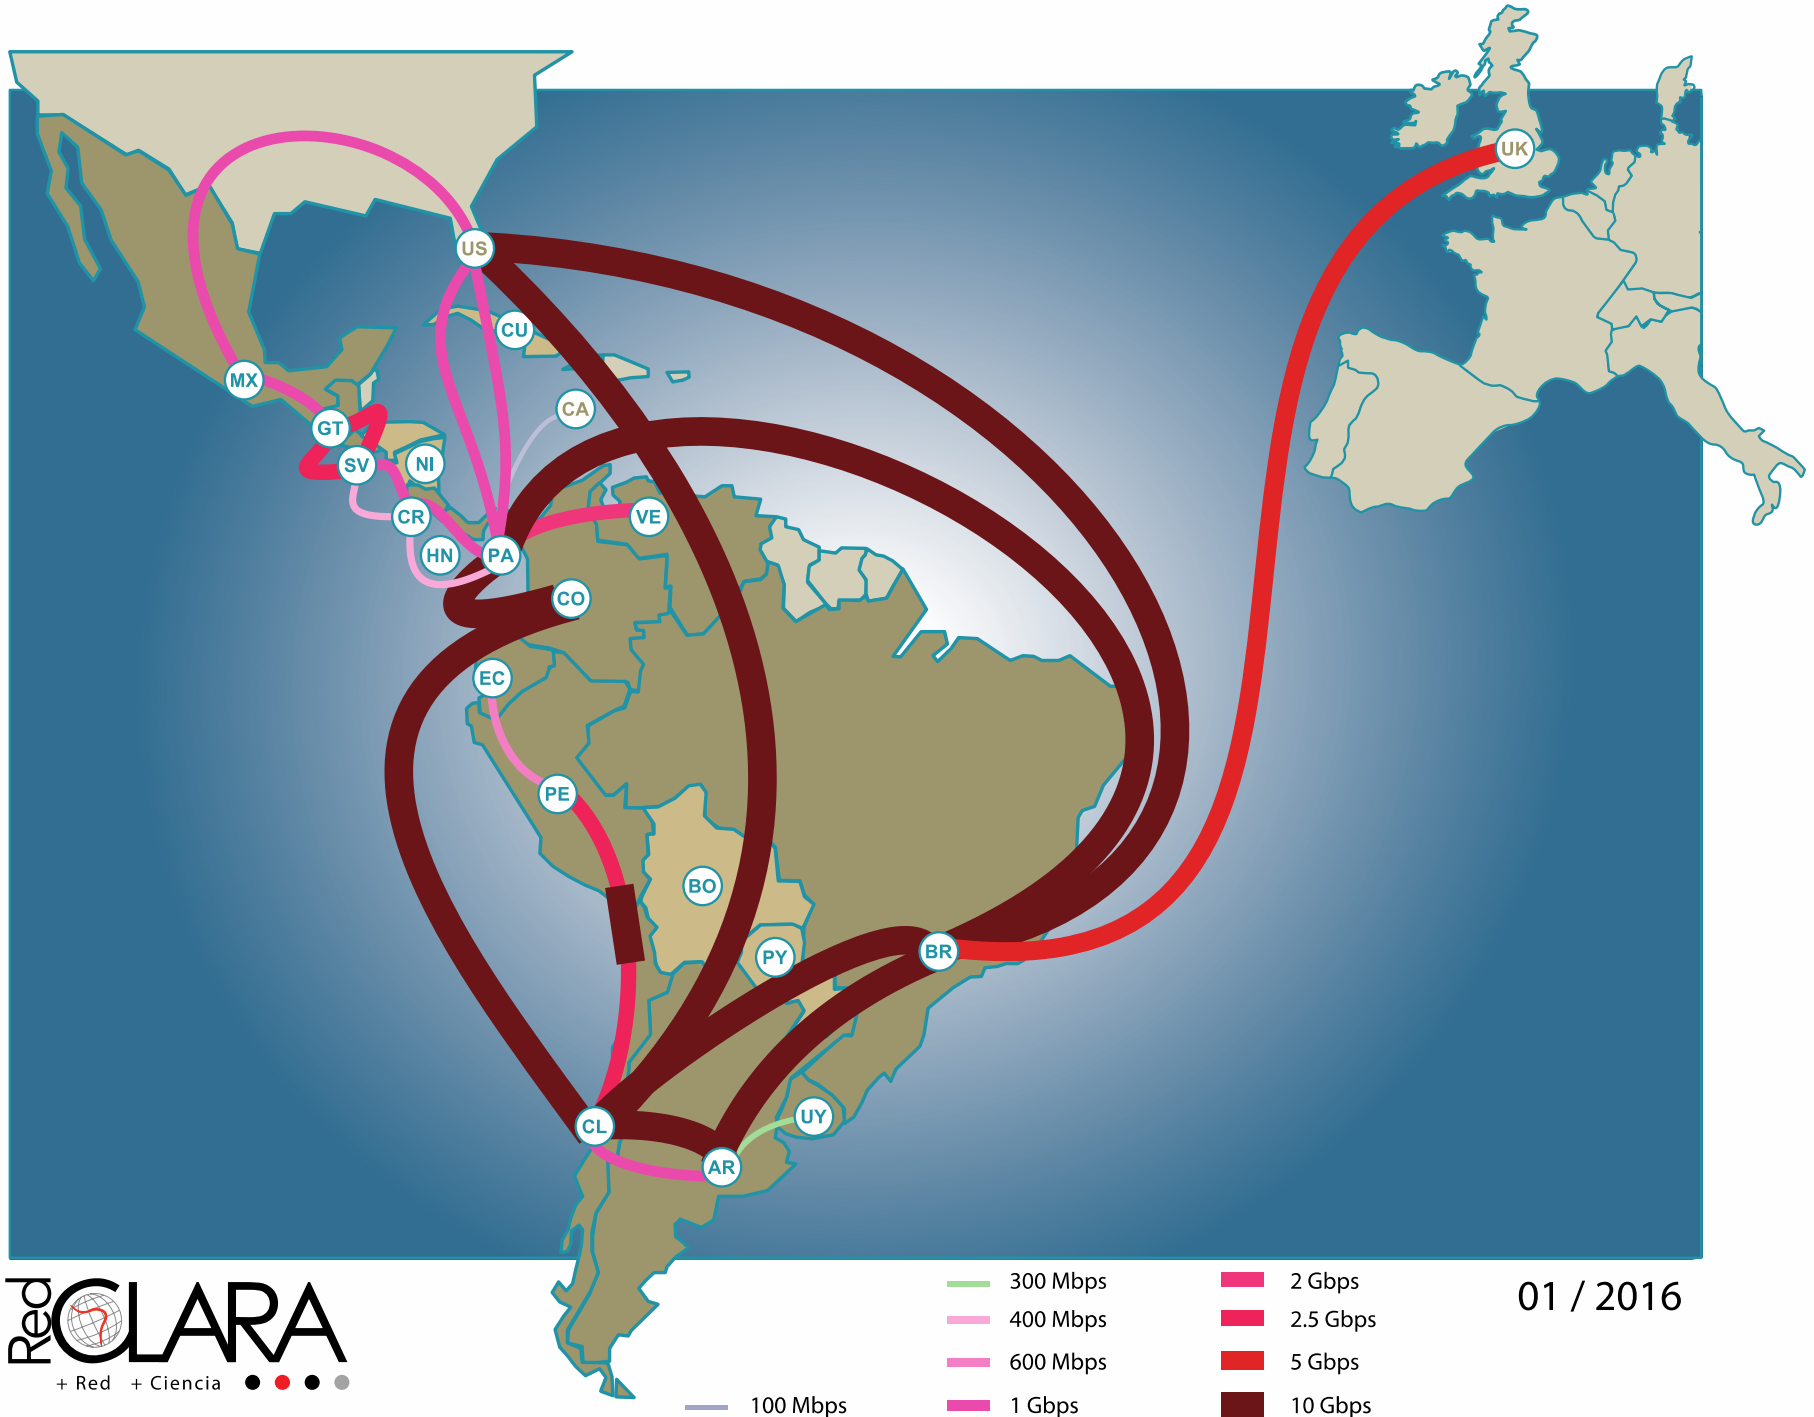 UK
US
CU
MX
CA
GT
SV
NI
CR
VE
HN
PA
CO
EC
PE
BO
PY
BR
UY
CL
AR
Red
CLARA
+ Red + Ciencia
300 Mbps
400 Mbps
600 Mbps
100 Mbps
1 Gbps
2 Gbps
2.5 Gbps
5 Gbps
10 Gbps
01 / 2016